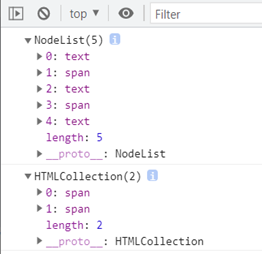 top
Filter
NodeList(5)
0: text
1: span
2: text
3: span
4: text
length: 5
__proto__: NodeList
HTMLCollection(2)
0: span
1: span
length: 2
__proto__: HTMLCollection